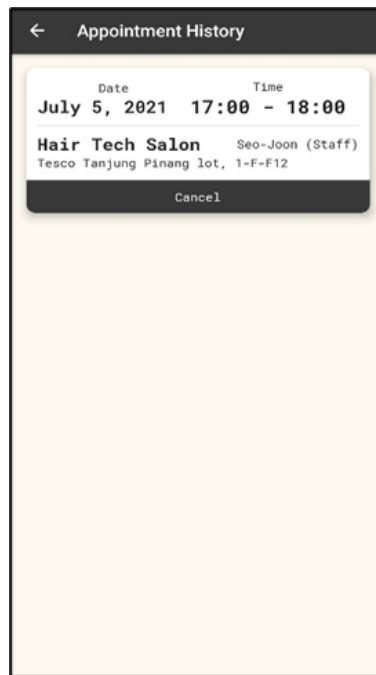 Appointment History
Date Time
July 5, 2021 17:00 - 18:00
Hair Tech Salon Seo-Joon (Staff)
Tesco Tanjung Pinang lot, 1-F-F12
Cancel